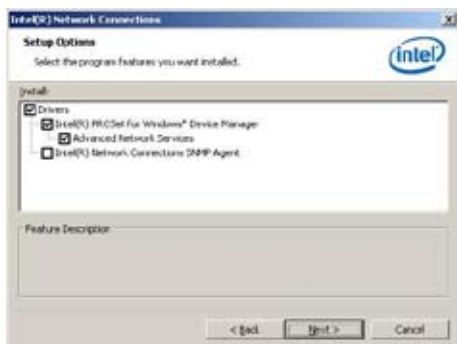 Intel(R) Network Connections
Setup Options
Select the program features you want installed.
intel
Install:
Drivers
Intel(R) PROSet for Windows* Device Manager
Advanced Network Services
Intel(R) Network Connections SNMP Agent
Feature Description
< Back
Next >
Cancel